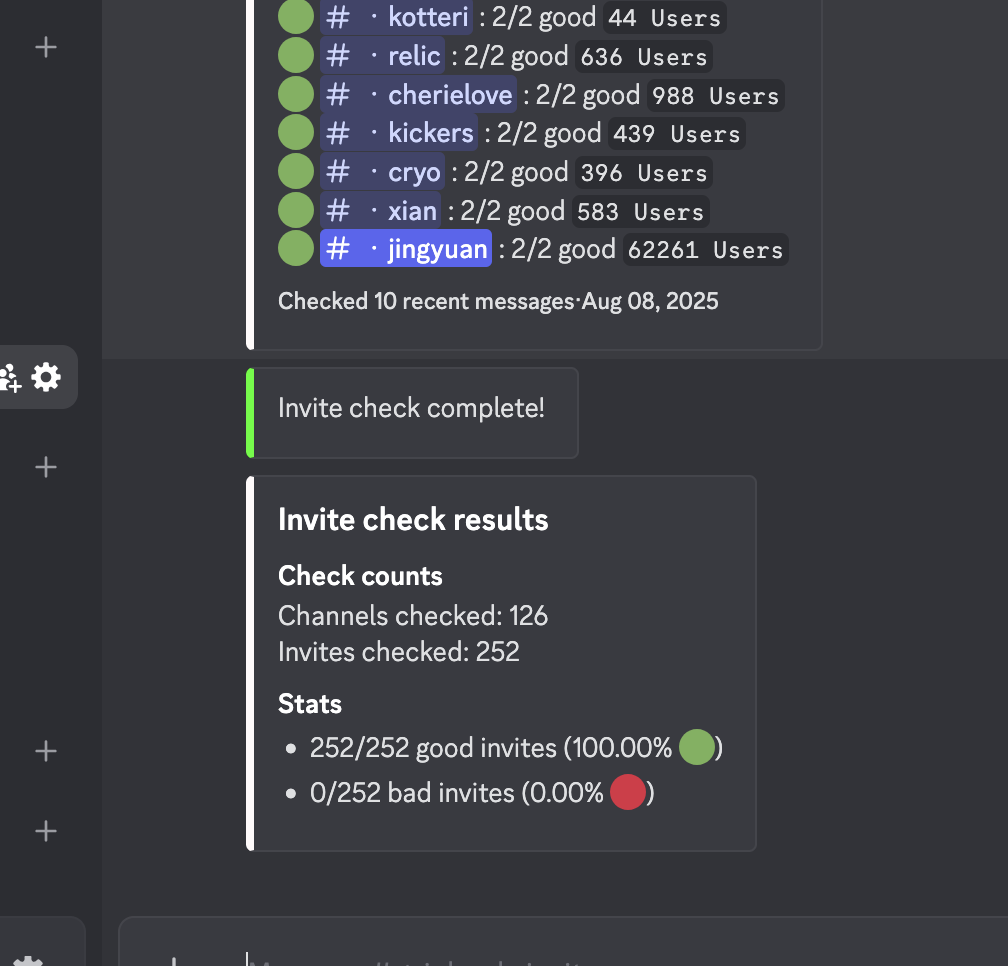 # · kotteri : 2/2 good 44 Users
# · relic : 2/2 good 636 Users
# · cherielove : 2/2 good 988 Users
# · kickers : 2/2 good 439 Users
# · cryo : 2/2 good 396 Users
# · xian : 2/2 good 583 Users
# · jingyuan : 2/2 good 62261 Users
Checked 10 recent messages·Aug 08, 2025
Invite check complete!
Invite check results
Check counts
Channels checked: 126
Invites checked: 252
Stats
• 252/252 good invites (100.00% )
• 0/252 bad invites (0.00% )